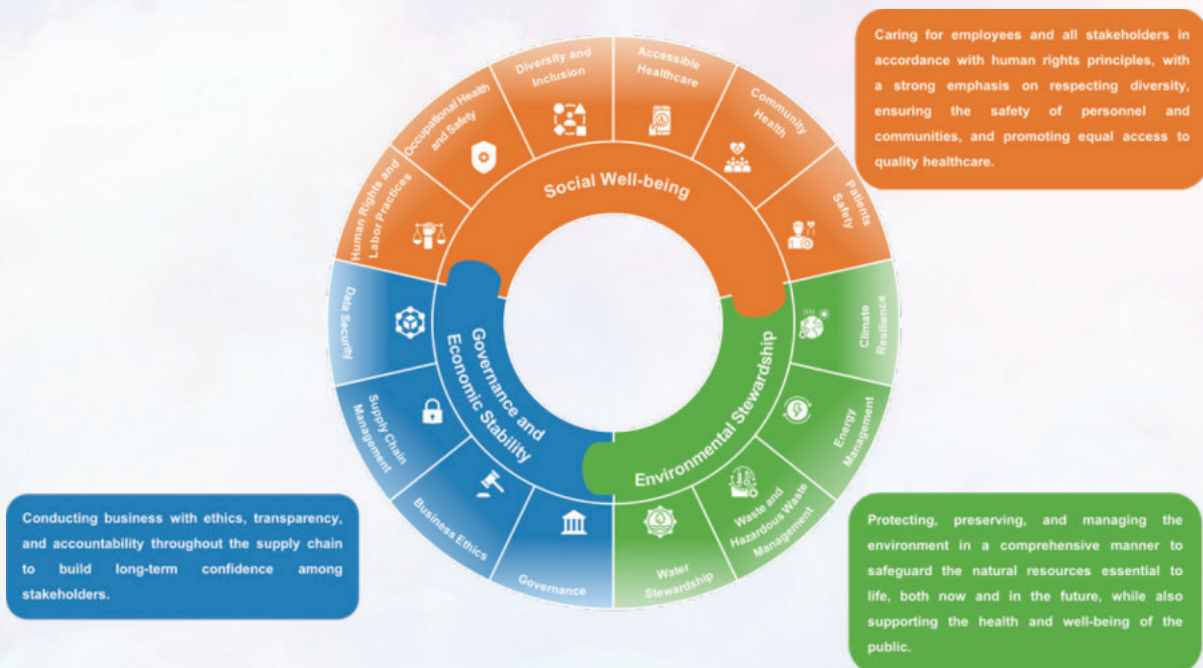 Diversity and
Inclusion
Accessible
Healthcare
Community
Health
Patients
Safety
Occupational Health
and Safety
Human Rights and
Labor Practices
Social Well-being
Caring for employees and all stakeholders in
accordance with human rights principles, with
a strong emphasis on respecting diversity,
ensuring the safety of personnel and
communities, and promoting equal access to
quality healthcare.
Data Security
Supply Chain
Management
Business Ethics
Governance
Governance and
Economic Stability
Conducting business with ethics, transparency,
and accountability throughout the supply chain
to build long-term confidence among
stakeholders.
Climate
Resilience
Energy
Management
Waste and
Hazardous Waste
Management
Water
Stewardship
Environmental Stewardship
Protecting, preserving, and managing the
environment in a comprehensive manner to
safeguard the natural resources essential to
life, both now and in the future, while also
supporting the health and well-being of the
public.